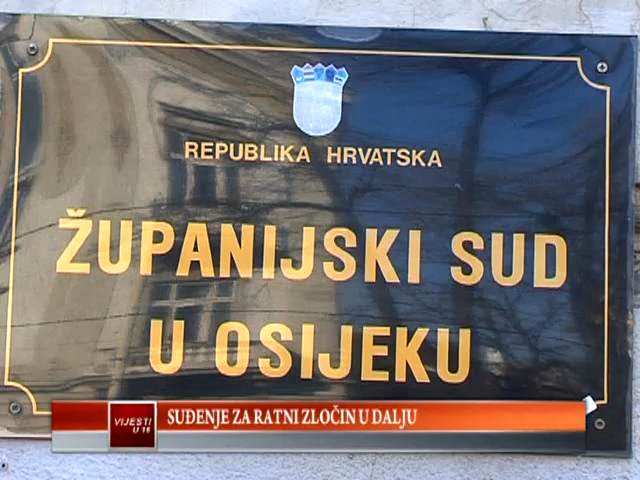 REPUBLIKA HRVATSKA
ŽUPANIJSKI SUD
U OSIJEKU
VIJESTI
U 16
SUĐENJE ZA RATNI ZLOČIN U DALJU